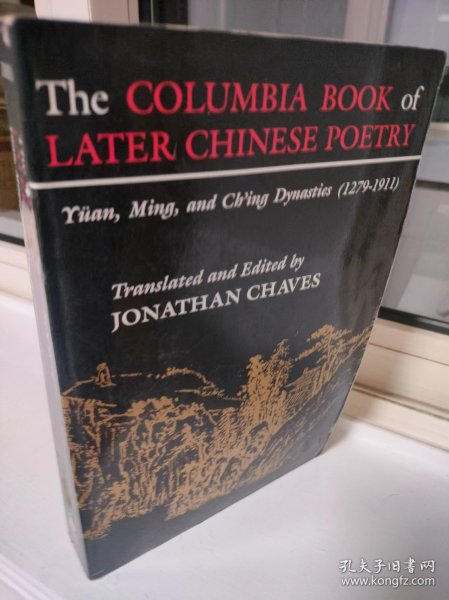 The COLUMBIA BOOK of
LATER CHINESE POETRY
Yüan, Ming, and Ch'ing Dynasties (1279-1911)
Translated and Edited by
JONATHAN CHAVES
孔夫子旧书网
www.kongfz.com